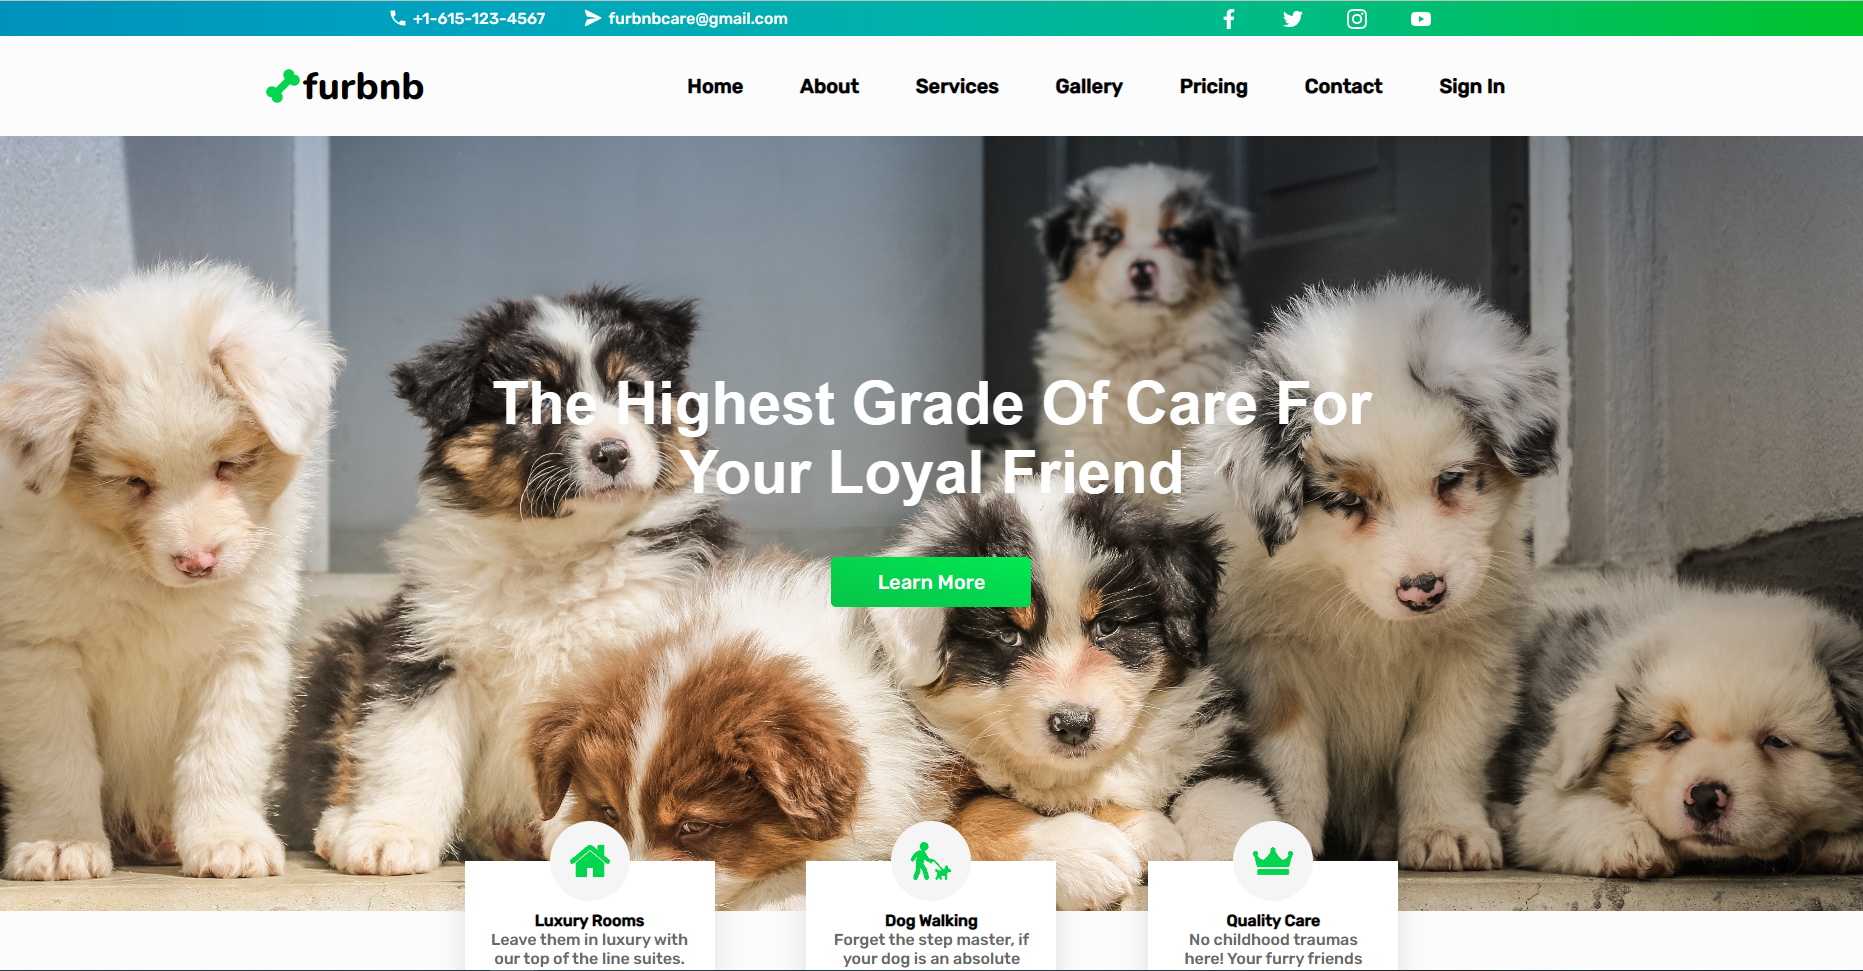 +1-615-123-4567 furbnbcare@gmail.com
furbnb Home About Services Gallery Pricing Contact Sign In
The Highest Grade Of Care For
Your Loyal Friend
Learn More
Luxury Rooms
Leave them in luxury with
our top of the line suites.
Dog Walking
Forget the step master, if
your dog is an absolute
Quality Care
No childhood traumas
here! Your furry friends